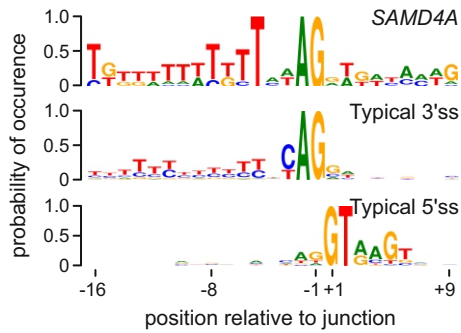 SAMD4A
1.0
0.5
0
Typical 3'ss
1.0
0.5
0
Typical 5'ss
1.0
0.5
0
probability of occurence
-16 -8 -1 +1 +9
position relative to junction